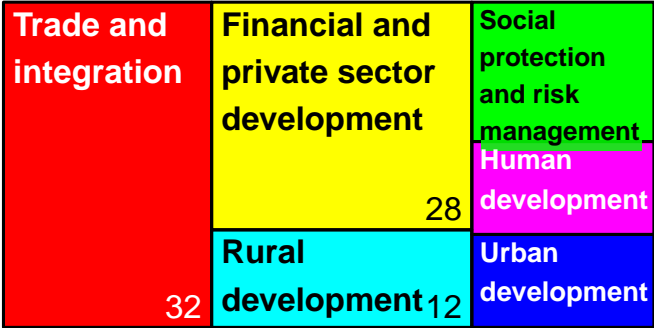 Trade and
integration
32
Financial and
private sector
development
28
Rural
development 12
Social
protection
and risk
management
Human
development
Urban
development